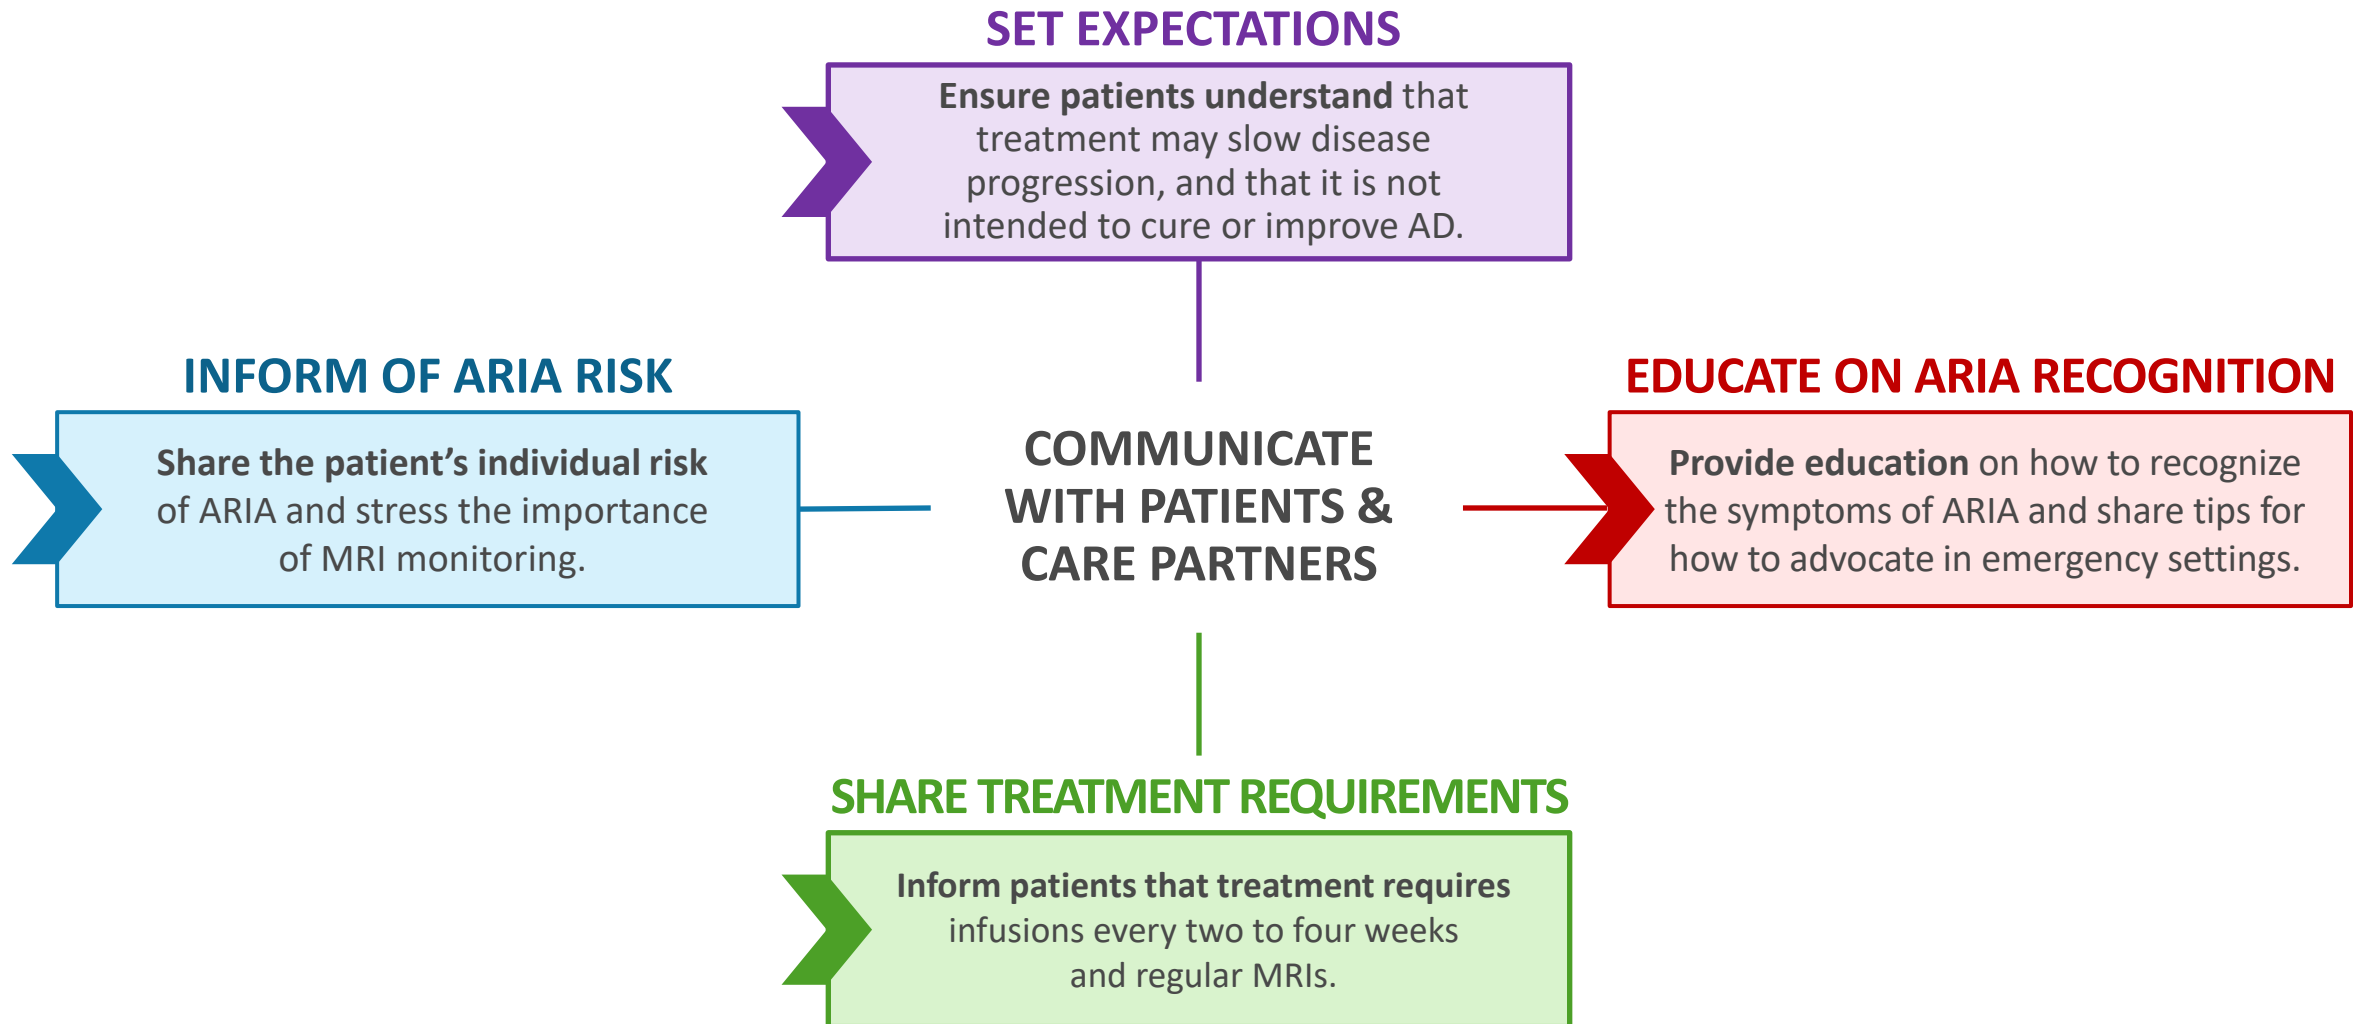 SET EXPECTATIONS
Ensure patients understand that
treatment may slow disease
progression, and that it is not
intended to cure or improve AD.
INFORM OF ARIA RISK
Share the patient’s individual risk
of ARIA and stress the importance
of MRI monitoring.
COMMUNICATE
WITH PATIENTS &
CARE PARTNERS
EDUCATE ON ARIA RECOGNITION
Provide education on how to recognize
the symptoms of ARIA and share tips for
how to advocate in emergency settings.
SHARE TREATMENT REQUIREMENTS
Inform patients that treatment requires
infusions every two to four weeks
and regular MRIs.